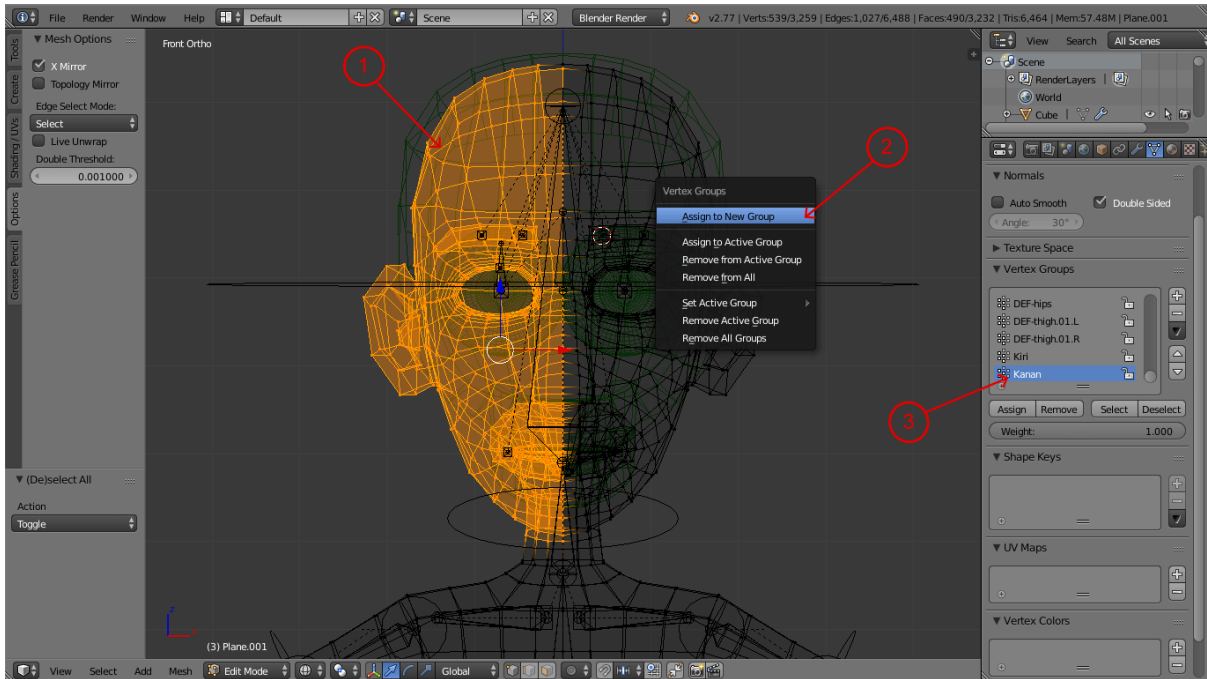 File Render Window Help Default Scene Blender Render v2.77 | Verts:539/3,259 | Edges:1,027/6,488 | Faces:490/3,232 | Tris:6,464 | Mem:57.48M | Plane.001
Tools
Create
Shading/UVs
Options
Grease Pencil
Mesh Options
X Mirror
Topology Mirror
Edge Select Mode:
Select
Live Unwrap
Double Threshold:
0.001000
(De)select All
Action
Toggle
Front Ortho
1
2
3
Vertex Groups
Assign to New Group
Assign to Active Group
Remove from Active Group
Remove from All
Set Active Group
Remove Active Group
Remove All Groups
z
(3) Plane.001
View Select Add Mesh Edit Mode Global
View Search All Scenes
Scene
RenderLayers |
World
Cube |
Normals
Auto Smooth Double Sided
Angle: 30°
Texture Space
Vertex Groups
DEF-hips
DEF-thigh.01.L
DEF-thigh.01.R
Kiri
Kanan
Assign Remove Select Deselect
Weight: 1.000
Shape Keys
UV Maps
Vertex Colors